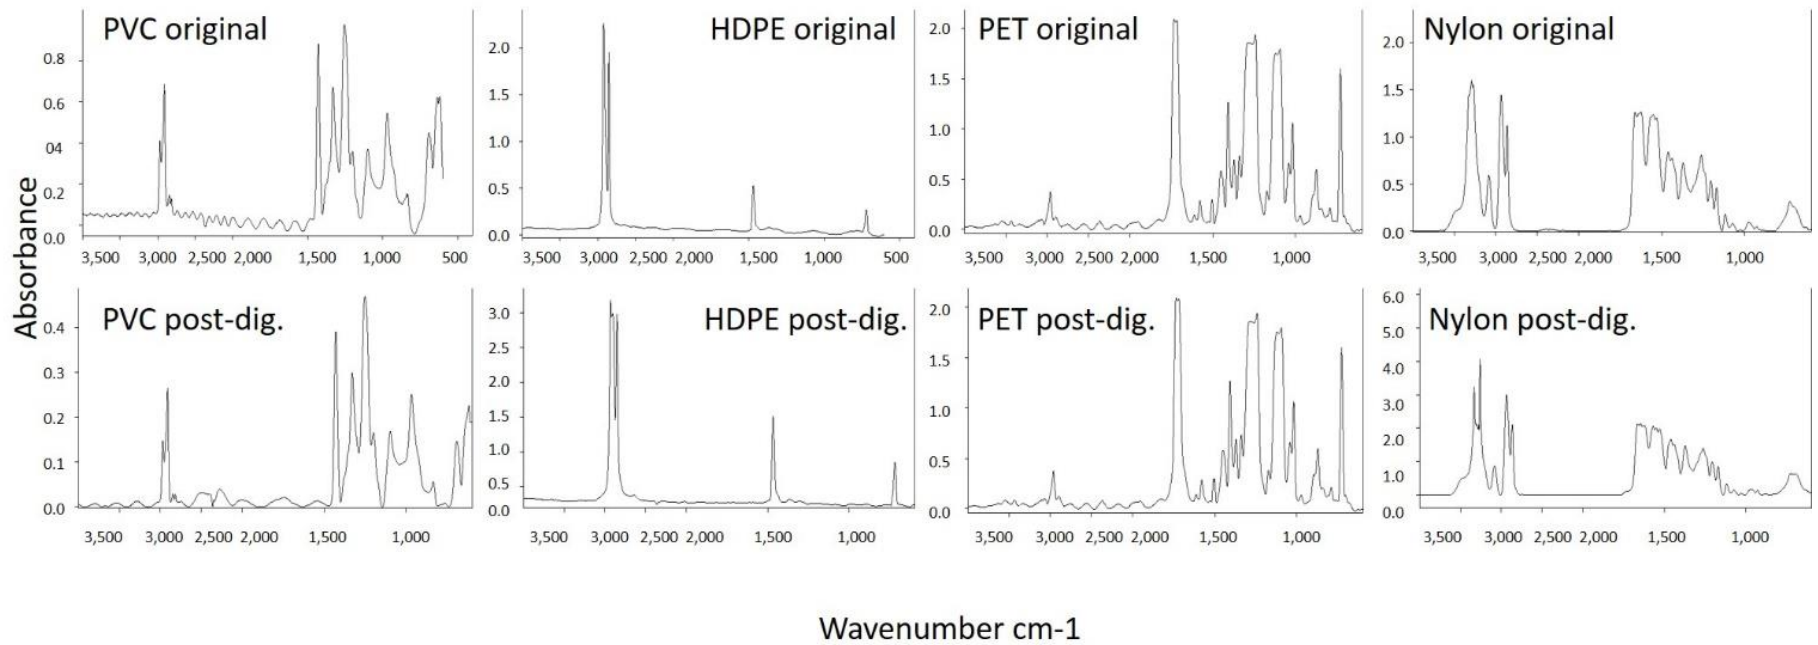 PVC original
HDPE original
PET original
Nylon original
0.8
0.6
04
0.2
0.0
2.0
1.5
1.0
0.5
0.0
2.0
1.5
1.0
0.5
0.0
2.0
1.5
1.0
0.5
0.0
3,500 3,000 2,500 2,000 1,500 1,000 500
3,500 3,000 2,500 2,000 1,500 1,000 500
3,500 3,000 2,500 2,000 1,500 1,000
3,500 3,000 2,500 2,000 1,500 1,000
Absorbance
PVC post-dig.
HDPE post-dig.
PET post-dig.
Nylon post-dig.
0.4
0.3
0.2
0.1
0.0
3.0
2.5
2.0
1.5
1.0
0.5
0.0
2.0
1.5
1.0
0.5
0.0
6.0
5.0
4.0
3.0
2.0
1.0
0.0
3,500 3,000 2,500 2,000 1,500 1,000
3,500 3,000 2,500 2,000 1,500 1,000
3,500 3,000 2,500 2,000 1,500 1,000
3,500 3,000 2,500 2,000 1,500 1,000
Wavenumber cm-1